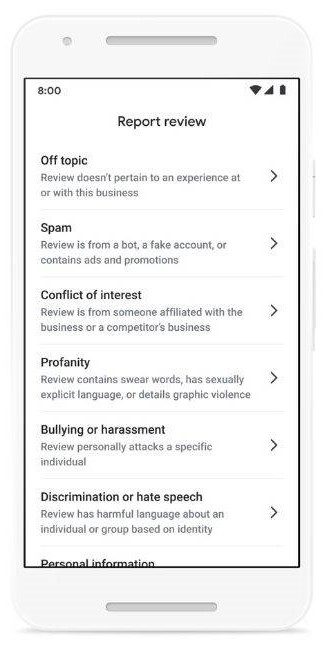 8:00
Report review
Off topic
Review doesn't pertain to an experience at
or with this business
Spam
Review is from a bot, a fake account, or
contains ads and promotions
Conflict of interest
Review is from someone affiliated with the
business or a competitor's business
Profanity
Review contains swear words, has sexually
explicit language, or details graphic violence
Bullying or harassment
Review personally attacks a specific
individual
Discrimination or hate speech
Review has harmful language about an
individual or group based on identity
Personal information